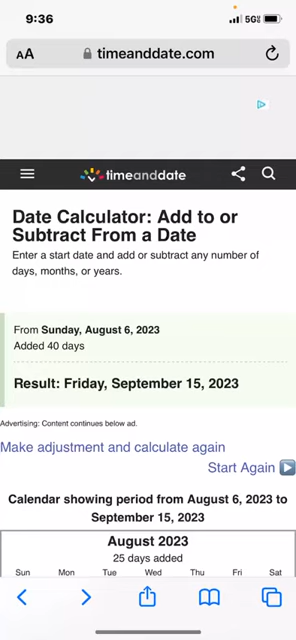 9:36
5G
AA
timeanddate.com
timeanddate
Date Calculator: Add to or
Subtract From a Date
Enter a start date and add or subtract any number of
days, months, or years.
From Sunday, August 6, 2023
Added 40 days
Result: Friday, September 15, 2023
Advertising: Content continues below ad.
Make adjustment and calculate again
Start Again
Calendar showing period from August 6, 2023 to
September 15, 2023
August 2023
25 days added
Sun Mon Tue Wed Thu Fri Sat